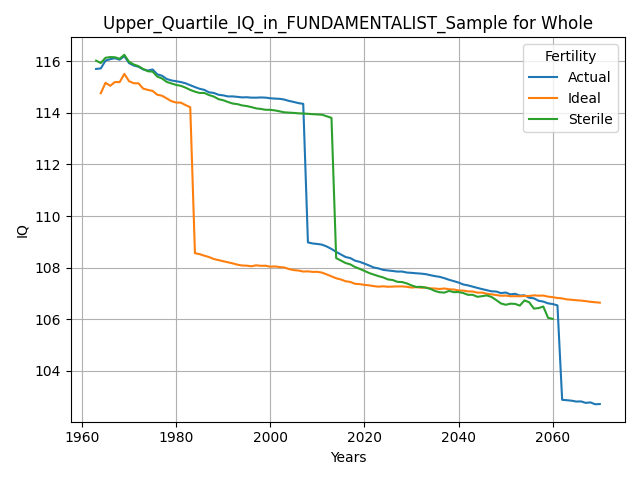 Upper_Quartile_IQ_in_FUNDAMENTALIST_Sample for Whole
Fertility
Actual
Ideal
Sterile
IQ
116
114
112
110
108
106
104
1960
1980
2000
2020
2040
2060
Years